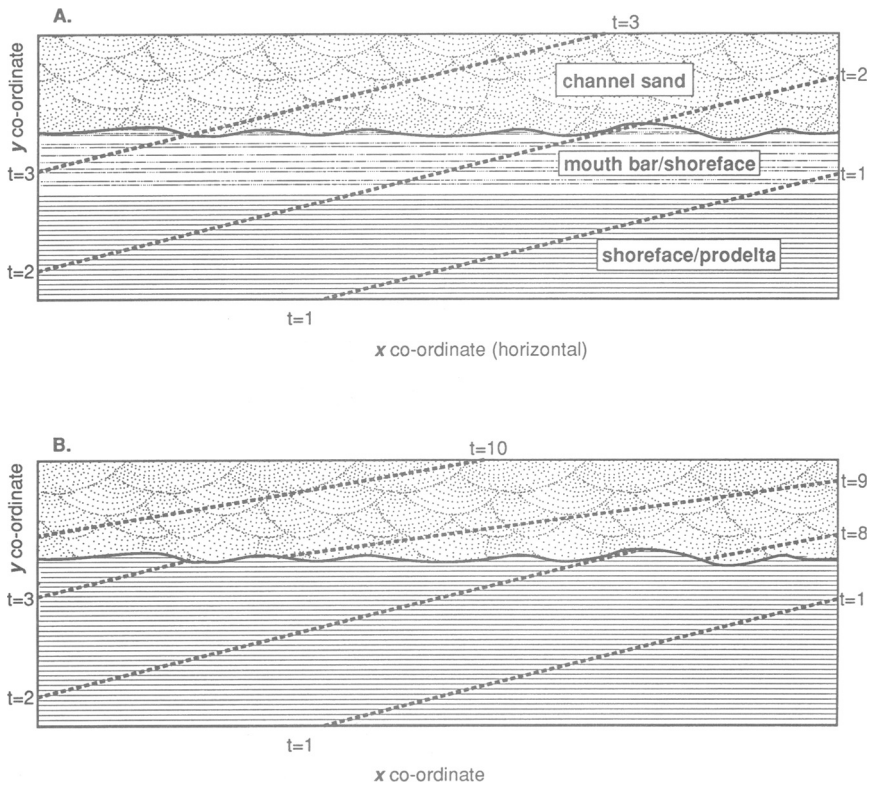 A.
t=3
channel sand
t=2
y co-ordinate
mouth bar/shoreface
t=3
t=1
shoreface/prodelta
t=2
t=1
x co-ordinate (horizontal)
B.
t=10
t=9
y co-ordinate
t=8
t=3
t=1
t=2
t=1
x co-ordinate